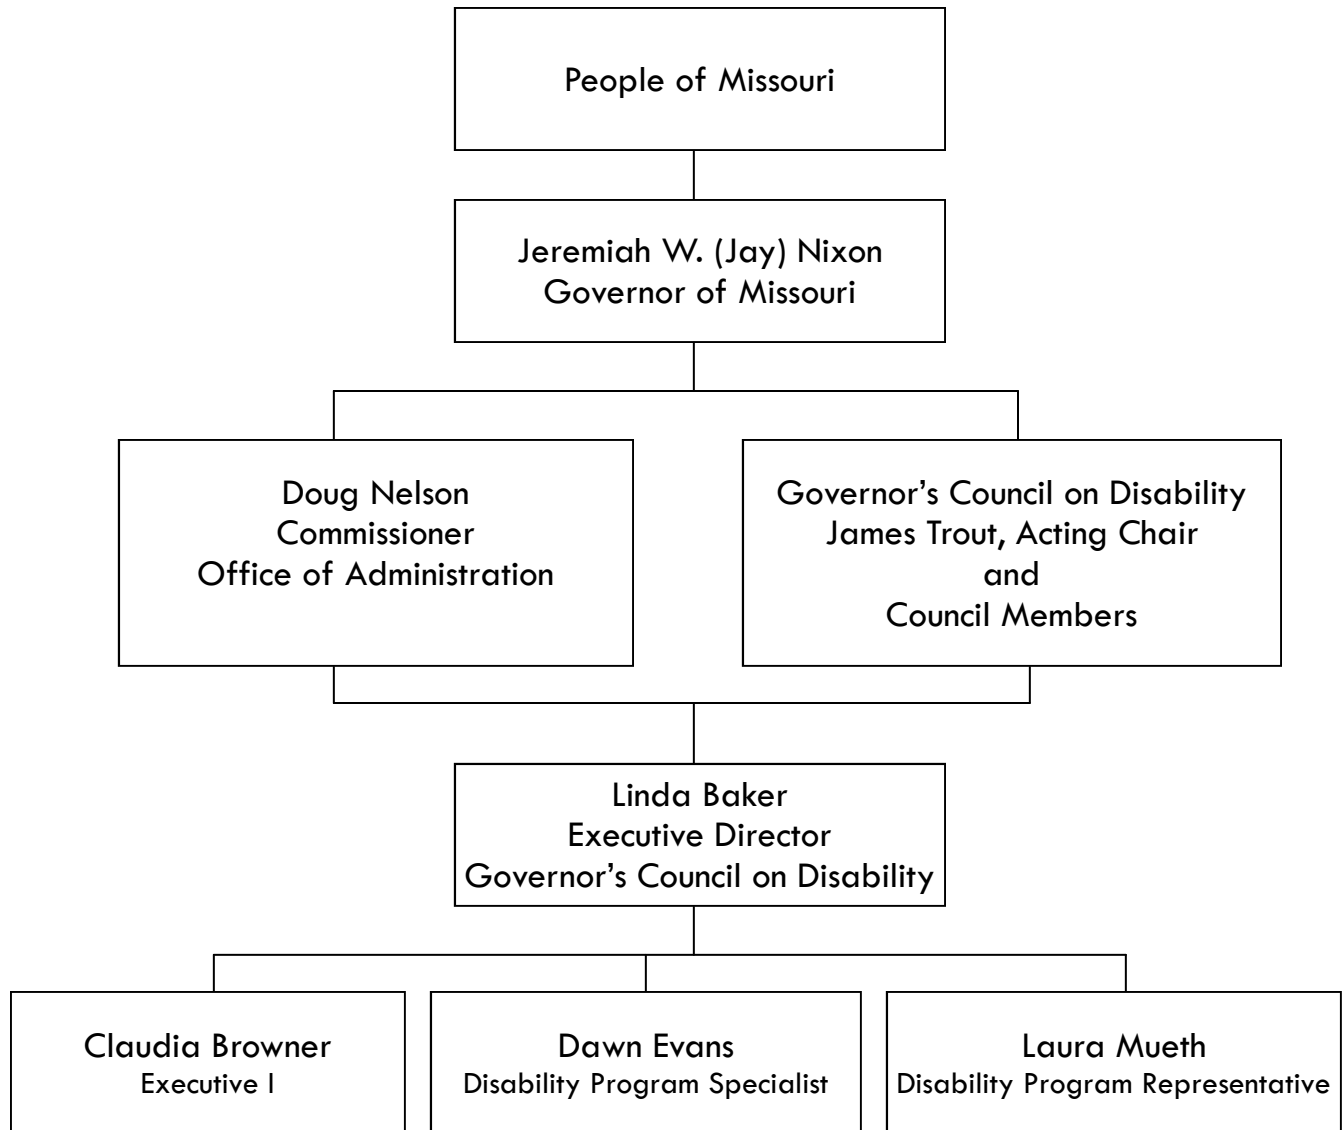 People of Missouri
Jeremiah W. (Jay) Nixon
Governor of Missouri
Doug Nelson
Commissioner
Office of Administration
Governor’s Council on Disability
James Trout, Acting Chair
and
Council Members
Linda Baker
Executive Director
Governor’s Council on Disability
Claudia Browner
Executive I
Dawn Evans
Disability Program Specialist
Laura Mueth
Disability Program Representative